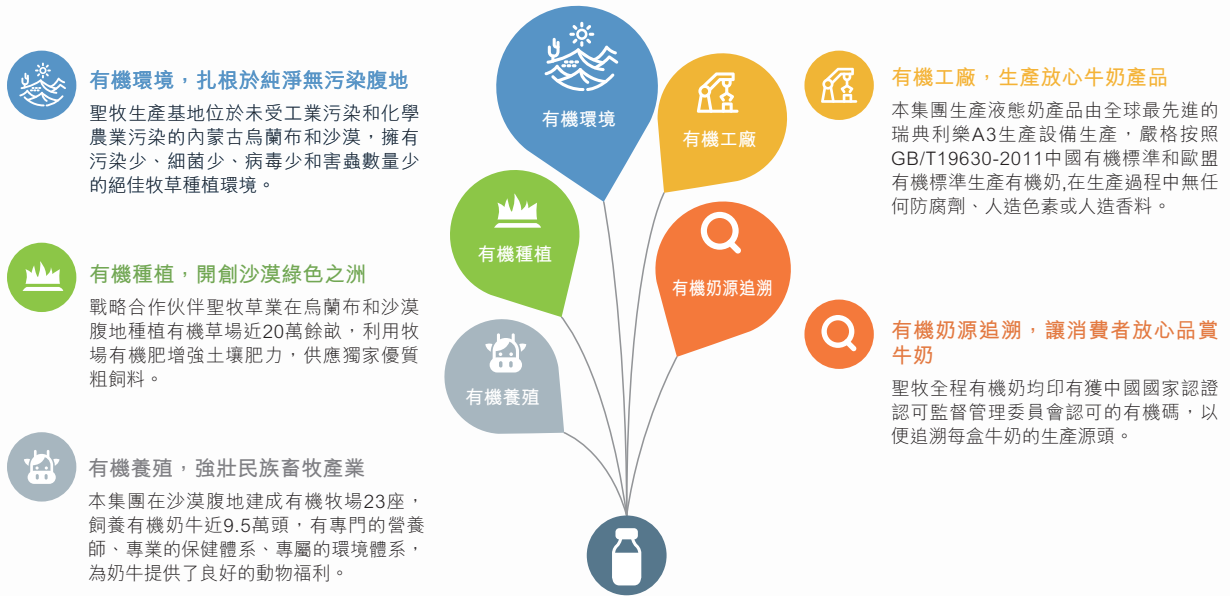 有機環境，扎根於純淨無污染腹地
聖牧生產基地位於未受工業污染和化學
農業污染的內蒙古烏蘭布和沙漠，擁有
污染少、細菌少、病毒少和害蟲數量少
的絕佳牧草種植環境。
有機種植，開創沙漠綠色之洲
戰略合作伙伴聖牧草業在烏蘭布和沙漠
腹地種植有機草場近20萬餘畝，利用牧
場有機肥增強土壤肥力，供應獨家優質
粗飼料。
有機養殖，強壯民族畜牧產業
本集團在沙漠腹地建成有機牧場23座，
飼養有機奶牛近9.5萬頭，有專門的營養
師、專業的保健體系、專屬的環境體系，
為奶牛提供了良好的動物福利。
有機環境
有機工廠
有機種植
有機奶源追溯
有機養殖
有機工廠，生產放心牛奶產品
本集團生產液態奶產品由全球最先進的
瑞典利樂A3生產設備生產，嚴格按照
GB/T19630-2011中國有機標準和歐盟
有機標準生產有機奶,在生產過程中無任
何防腐劑、人造色素或人造香料。
有機奶源追溯，讓消費者放心品賞
牛奶
聖牧全程有機奶均印有獲中國國家認證
認可監督管理委員會認可的有機碼，以
便追溯每盒牛奶的生產源頭。